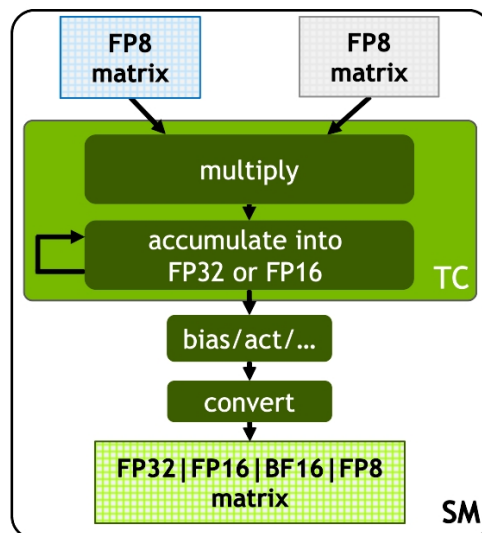 FP8
matrix
FP8
matrix
multiply
accumulate into
FP32 or FP16
TC
bias/act/…
convert
FP32|FP16|BF16|FP8
matrix
SM